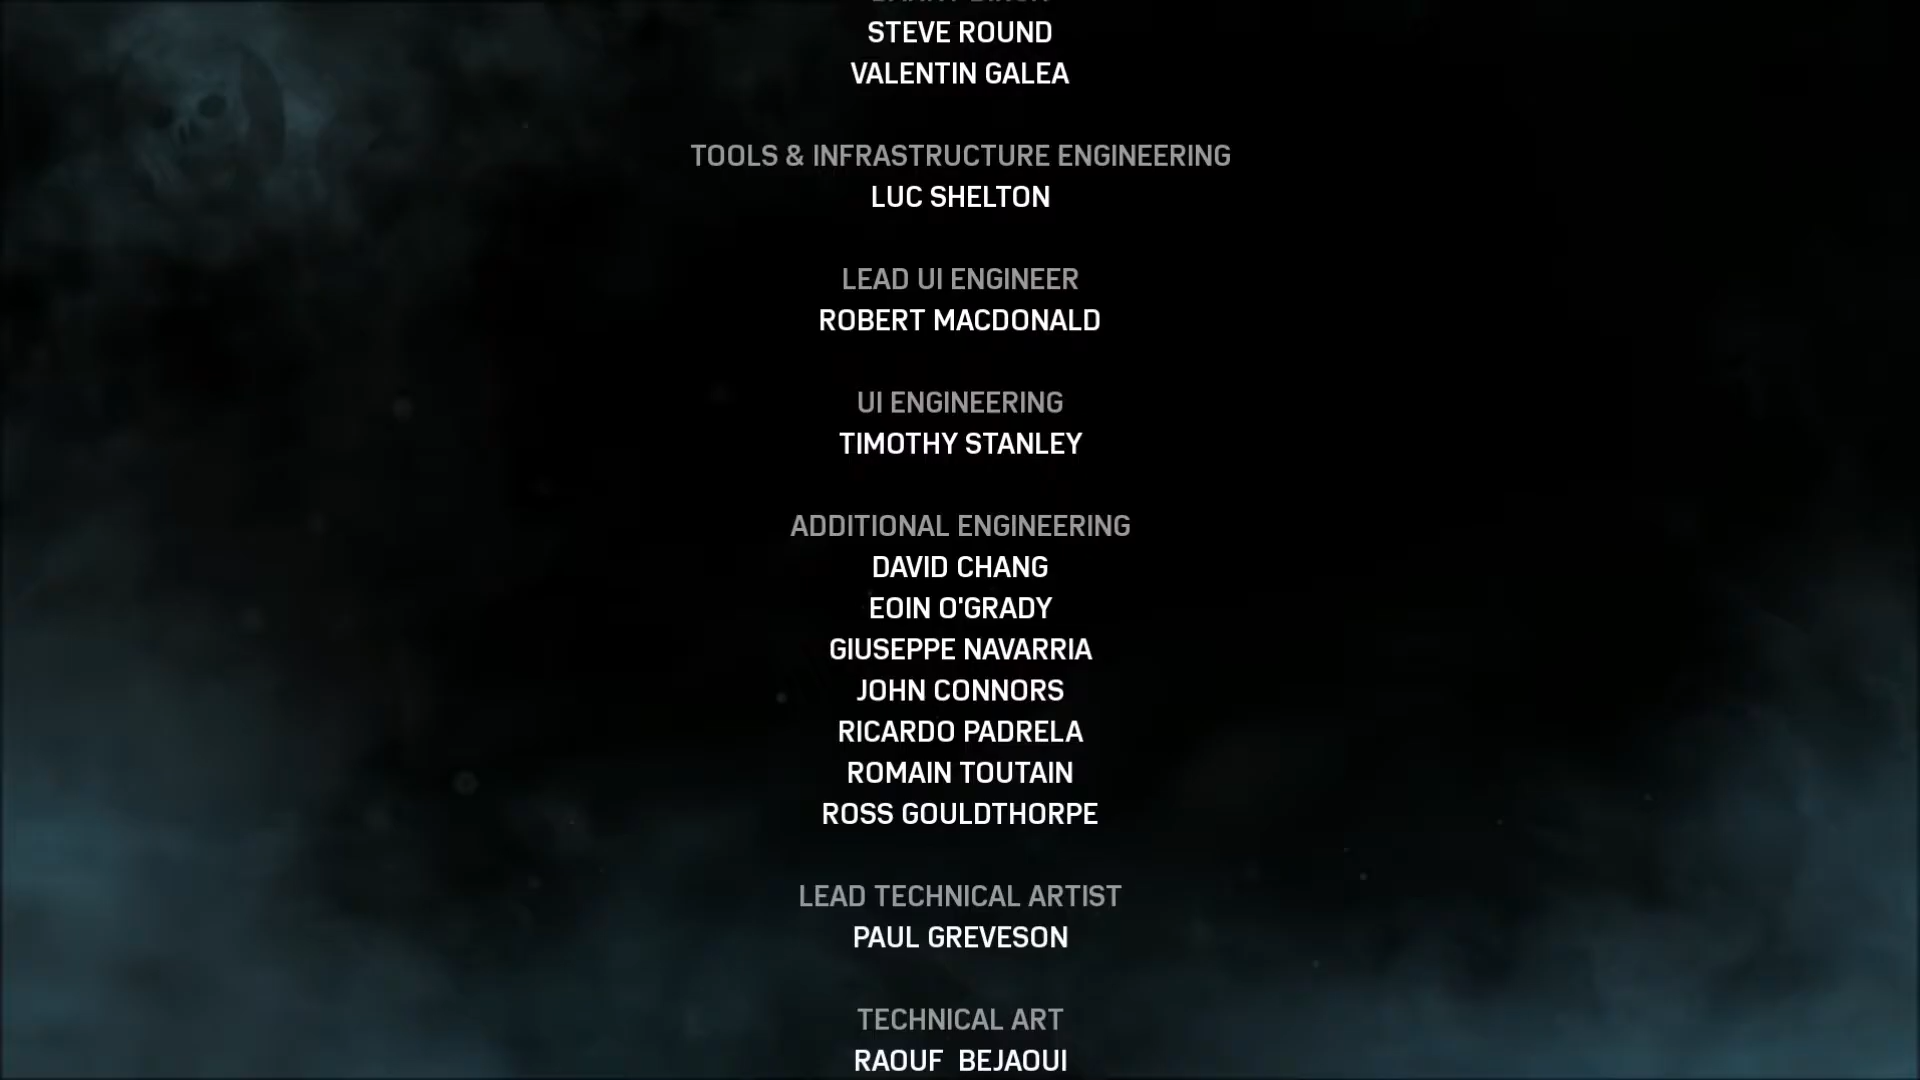 STEVE ROUND
VALENTIN GALEA
TOOLS & INFRASTRUCTURE ENGINEERING
LUC SHELTON
LEAD UI ENGINEER
ROBERT MACDONALD
UI ENGINEERING
TIMOTHY STANLEY
ADDITIONAL ENGINEERING
DAVID CHANG
EOIN O'GRADY
GIUSEPPE NAVARRIA
JOHN CONNORS
RICARDO PADRELA
ROMAIN TOUTAIN
ROSS GOULDTHORPE
LEAD TECHNICAL ARTIST
PAUL GREVESON
TECHNICAL ART
RAOUF  BEJAOUI